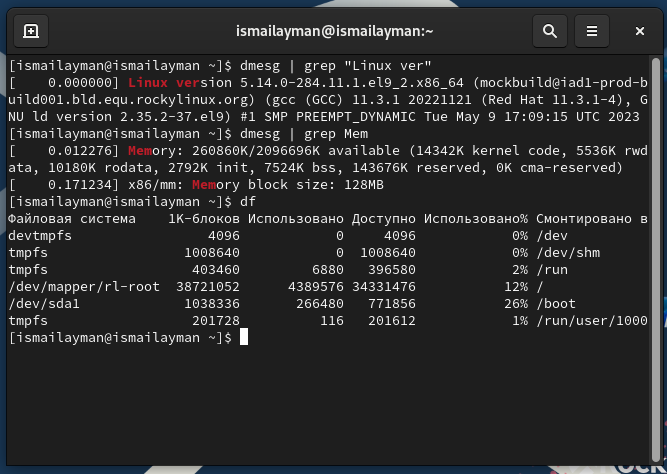 ismailayman@ismailayman:~
[ismailayman@ismailayman ~]$ dmesg | grep "Linux ver"
[    0.000000] Linux version 5.14.0-284.11.1.el9_2.x86_64 (mockbuild@iad1-prod-b
uild001.bld.equ.rockylinux.org) (gcc (GCC) 11.3.1 20221121 (Red Hat 11.3.1-4), G
NU ld version 2.35.2-37.el9) #1 SMP PREEMPT_DYNAMIC Tue May 9 17:09:15 UTC 2023
[ismailayman@ismailayman ~]$ dmesg | grep Mem
[    0.012276] Memory: 260860K/2096696K available (14342K kernel code, 5536K rwd
ata, 10180K rodata, 2792K init, 7524K bss, 143676K reserved, 0K cma-reserved)
[    0.171234] x86/mm: Memory block size: 128MB
[ismailayman@ismailayman ~]$ df
Файловая система    1K-блоков Использовано Доступно Использовано% Смонтировано в
devtmpfs                 4096            0     4096            0% /dev
tmpfs                 1008640            0  1008640            0% /dev/shm
tmpfs                  403460         6880   396580            2% /run
/dev/mapper/rl-root  38721052      4389576 34331476           12% /
/dev/sda1             1038336       266480   771856           26% /boot
tmpfs                  201728          116   201612            1% /run/user/1000
[ismailayman@ismailayman ~]$